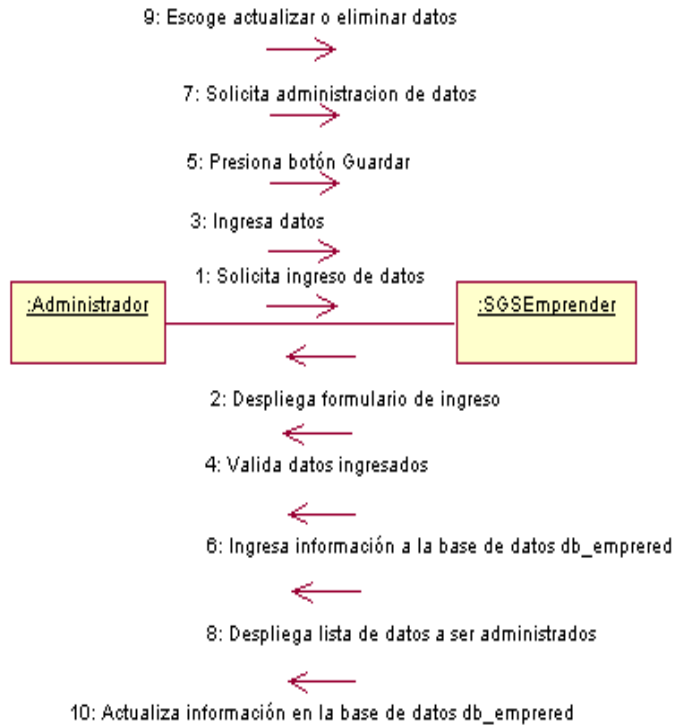 9: Escoge actualizar o eliminar datos
7: Solicita administracion de datos
5: Presiona botón Guardar
3: Ingresa datos
1: Solicita ingreso de datos
:Administrador
:SGSEmprender
2: Despliega formulario de ingreso
4: Valida datos ingresados
6: Ingresa información a la base de datos db_emprered
8: Despliega lista de datos a ser administrados
10: Actualiza información en la base de datos db_emprered